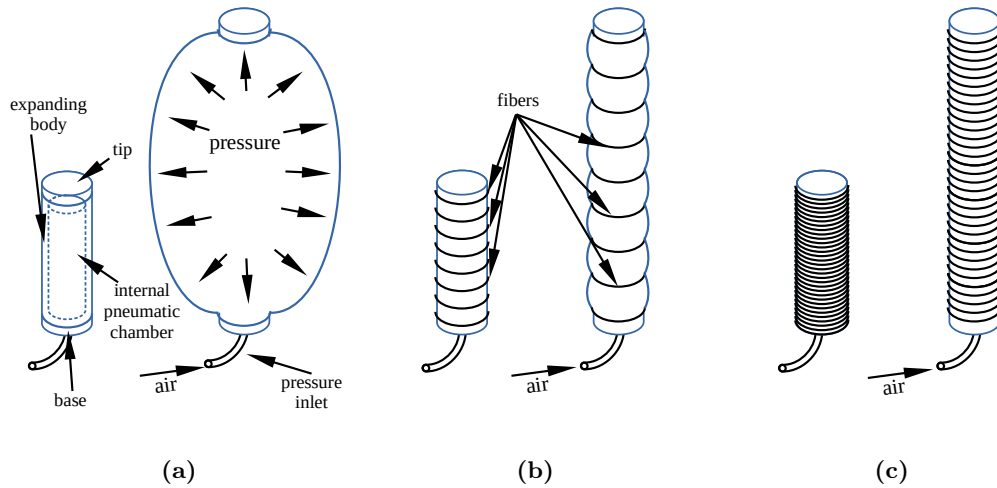 expanding
body
tip
pressure
internal
pneumatic
chamber
base
air
pressure
inlet
fibers
air
air
(a)
(b)
(c)